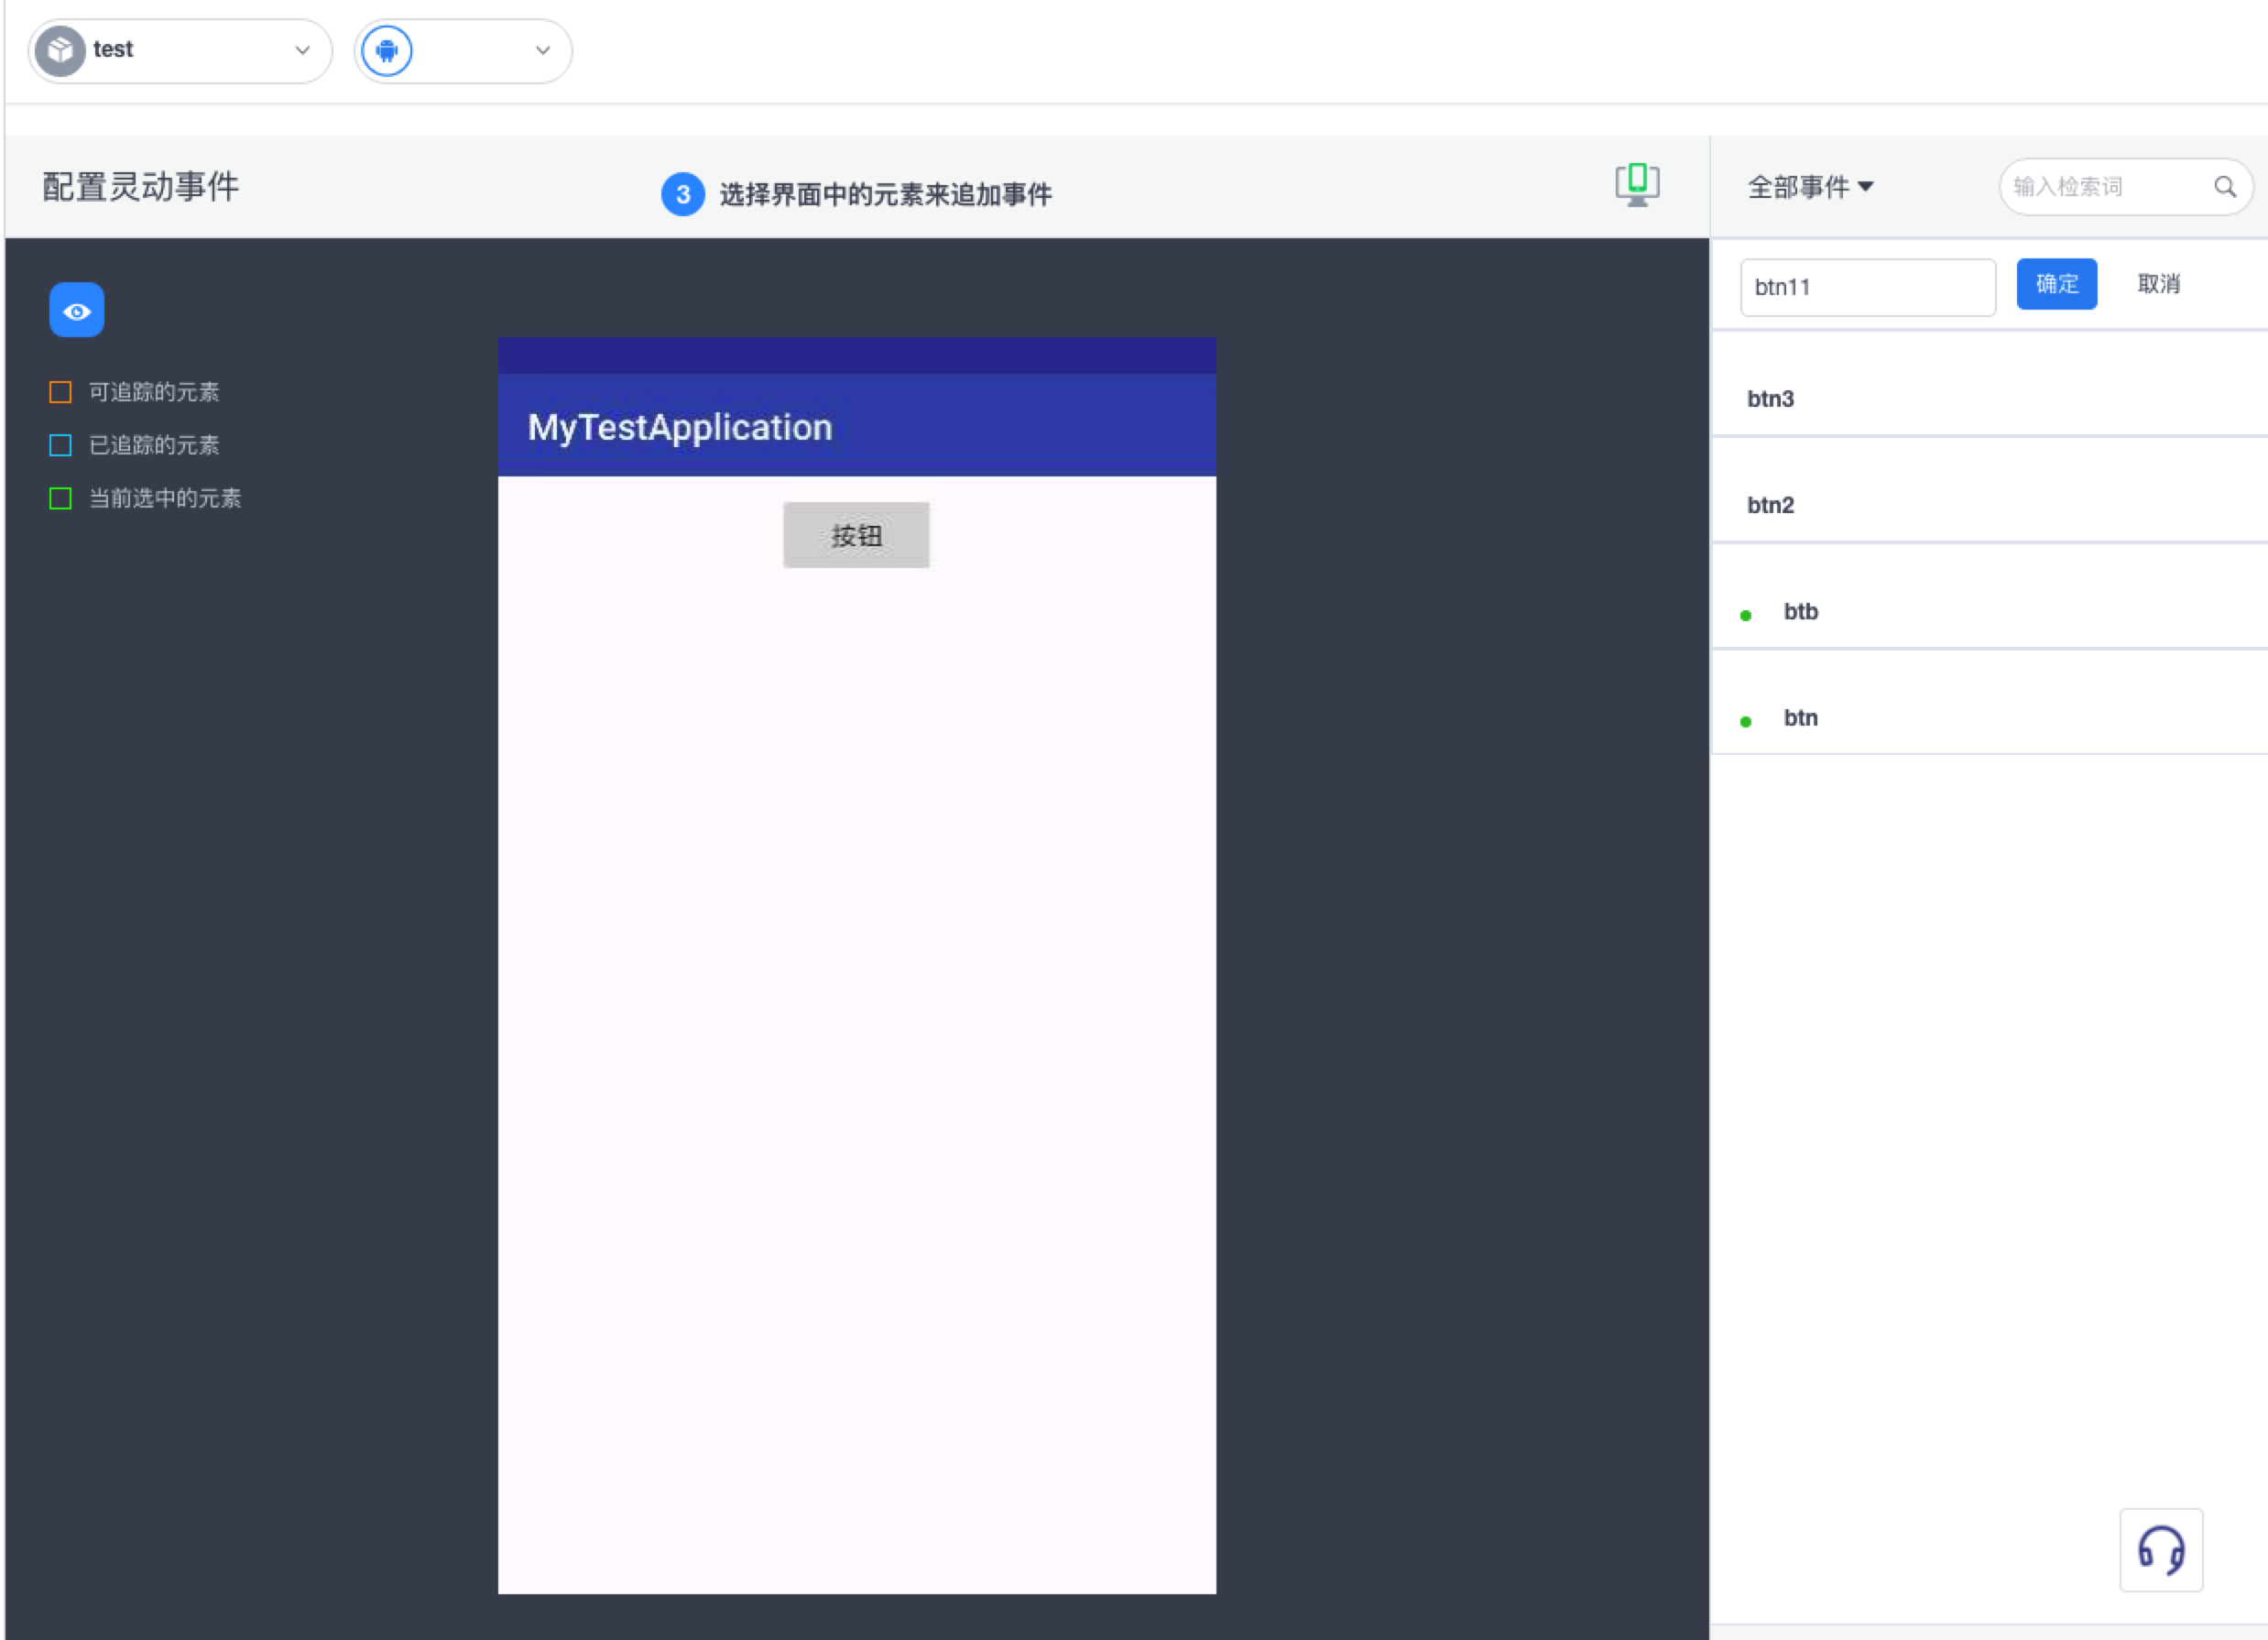 test
配置灵动事件
3 选择界面中的元素来追加事件
全部事件
输入检索词
btn11
确定
取消
可追踪的元素
已追踪的元素
当前选中的元素
MyTestApplication
按钮
btn3
btn2
btb
btn